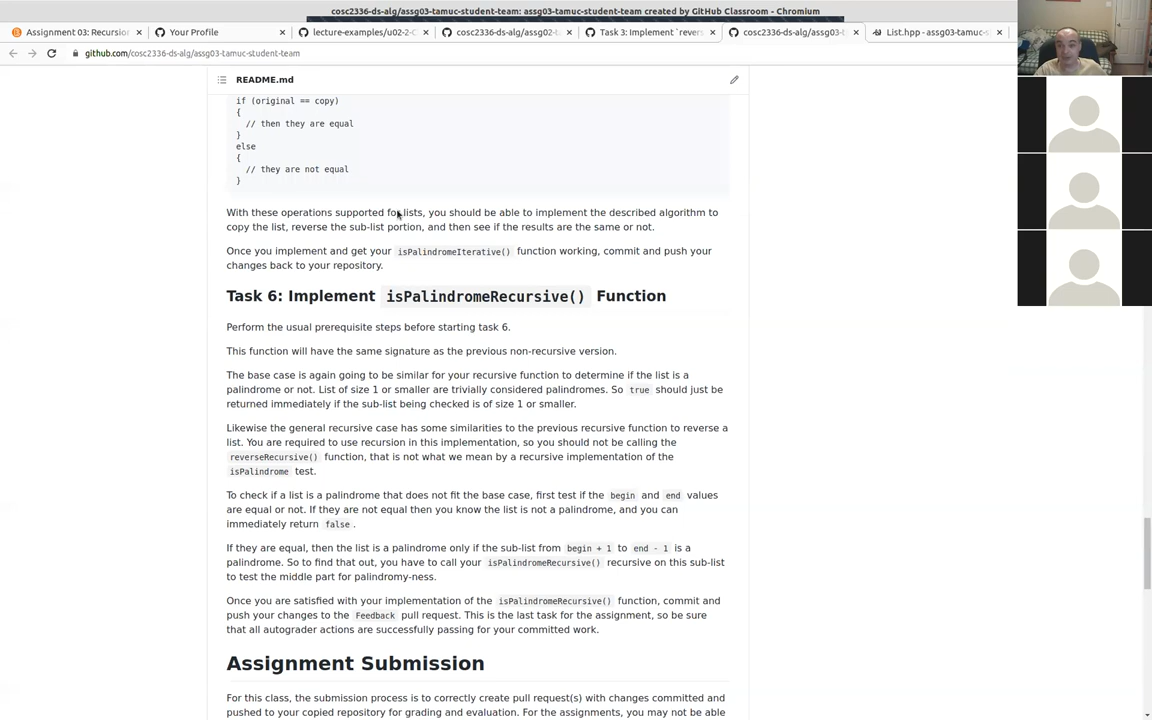 cosc2336-ds-alg/assg03-tamuc-student-team: assg03-tamuc-student-team created by GitHub Classroom - Chromium
Assignment 03: Recursion
Your Profile
lecture-examples/u02-2-C
cosc2336-ds-alg/assg02-t
Task 3: Implement `revers
cosc2336-ds-alg/assg03-t
List.hpp - assg03-tamuc-s
github.com/cosc2336-ds-alg/assg03-tamuc-student-team
README.md
if (original == copy)
{
// then they are equal
}
else
{
// they are not equal
}
With these operations supported for lists, you should be able to implement the described algorithm to
copy the list, reverse the sub-list portion, and then see if the results are the same or not.
Once you implement and get your isPalindromeIterative() function working, commit and push your
changes back to your repository.
Task 6: Implement isPalindromeRecursive() Function
Perform the usual prerequisite steps before starting task 6.
This function will have the same signature as the previous non-recursive version.
The base case is again going to be similar for your recursive function to determine if the list is a
palindrome or not. List of size 1 or smaller are trivially considered palindromes. So true should just be
returned immediately if the sub-list being checked is of size 1 or smaller.
Likewise the general recursive case has some similarities to the previous recursive function to reverse a
list. You are required to use recursion in this implementation, so you should not be calling the
reverseRecursive() function, that is not what we mean by a recursive implementation of the
isPalindrome test.
To check if a list is a palindrome that does not fit the base case, first test if the begin and end values
are equal or not. If they are not equal then you know the list is not a palindrome, and you can
immediately return false.
If they are equal, then the list is a palindrome only if the sub-list from begin + 1 to end - 1 is a
palindrome. So to find that out, you have to call your isPalindromeRecursive() recursive on this sub-list
to test the middle part for palindromy-ness.
Once you are satisfied with your implementation of the isPalindromeRecursive() function, commit and
push your changes to the Feedback pull request. This is the last task for the assignment, so be sure
that all autograder actions are successfully passing for your committed work.
Assignment Submission
For this class, the submission process is to correctly create pull request(s) with changes committed and
pushed to your copied repository for grading and evaluation. For the assignments, you may not be able